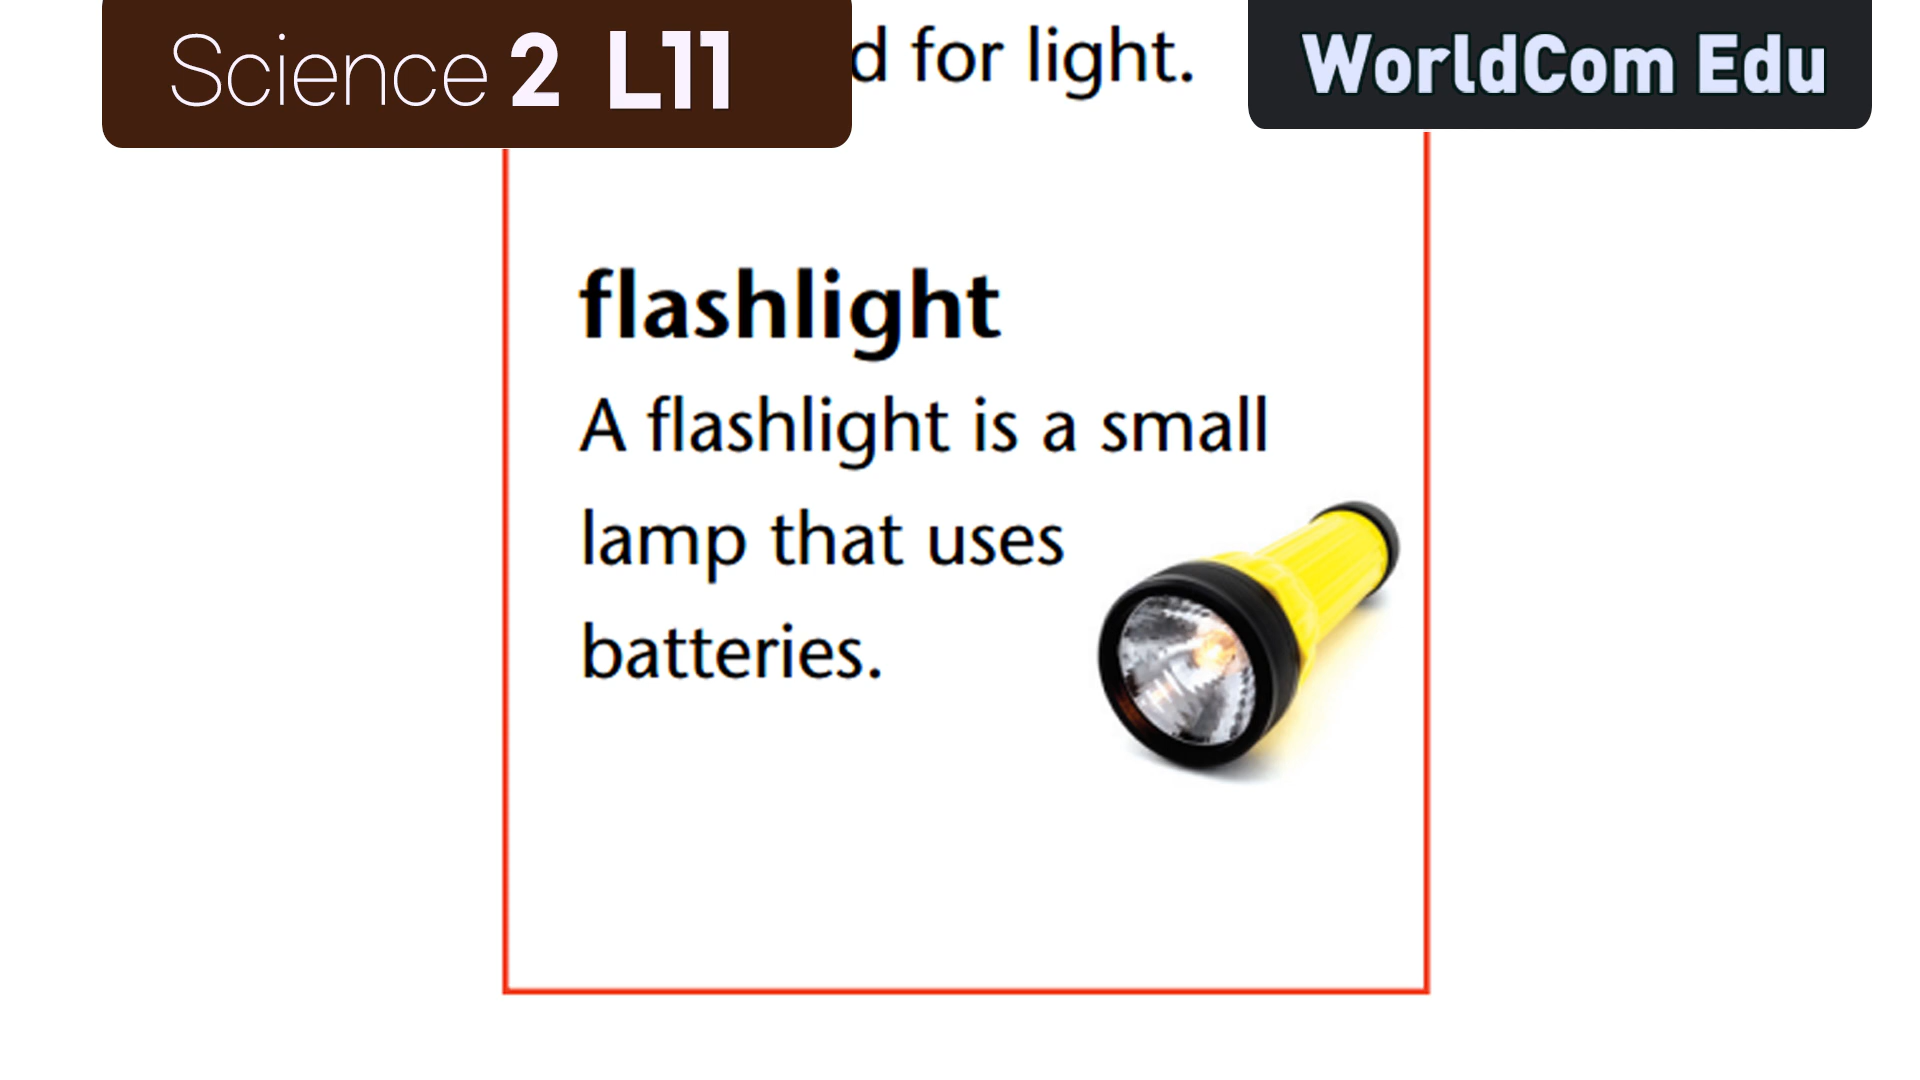 Science 2 L11
for light.
WorldCom Edu
flashlight
A flashlight is a small
lamp that uses
batteries.